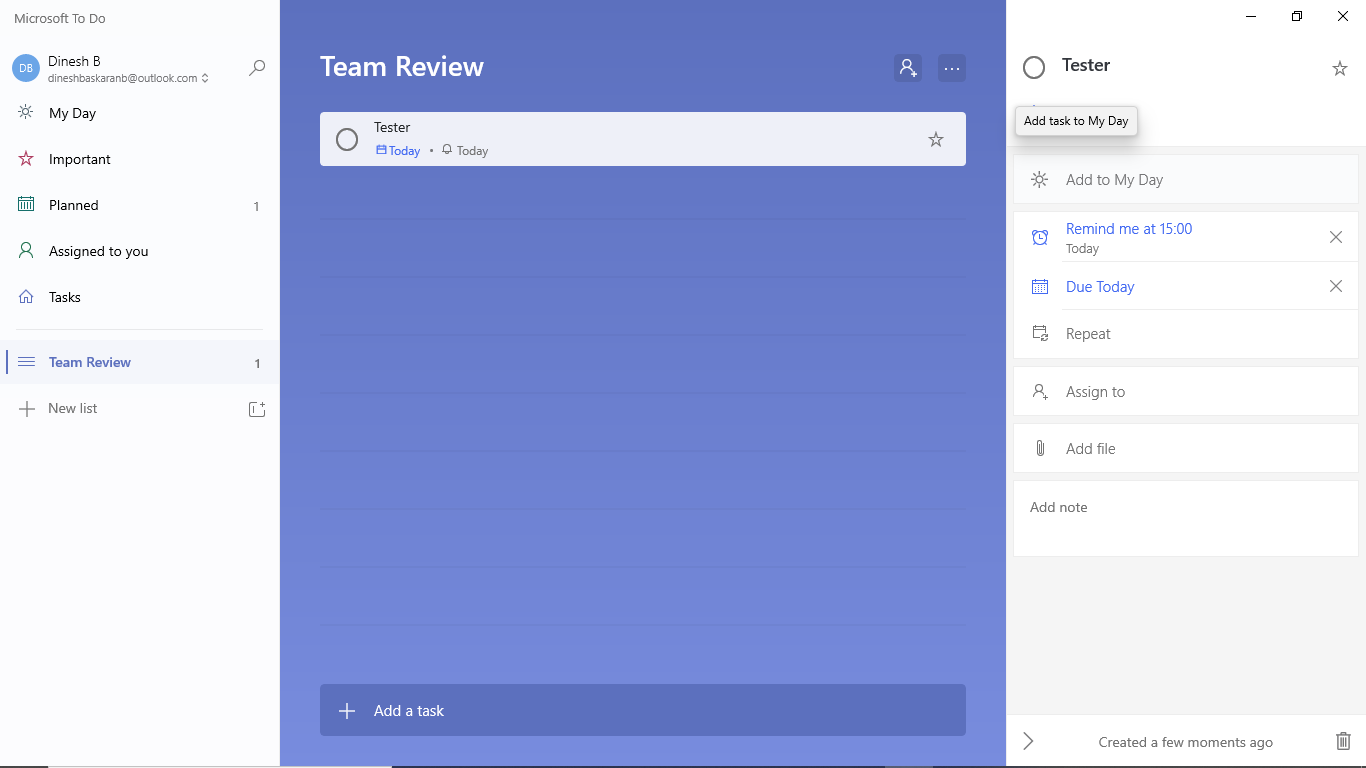 Microsoft To Do
DB
Dinesh B
dineshbaskaranb@outlook.com
My Day
Important
Planned
1
Assigned to you
Tasks
Team Review
1
New list
Team Review
Tester
Today • Today
Add a task
Tester
Add task to My Day
Add to My Day
Remind me at 15:00
Today
Due Today
Repeat
Assign to
Add file
Add note
Created a few moments ago